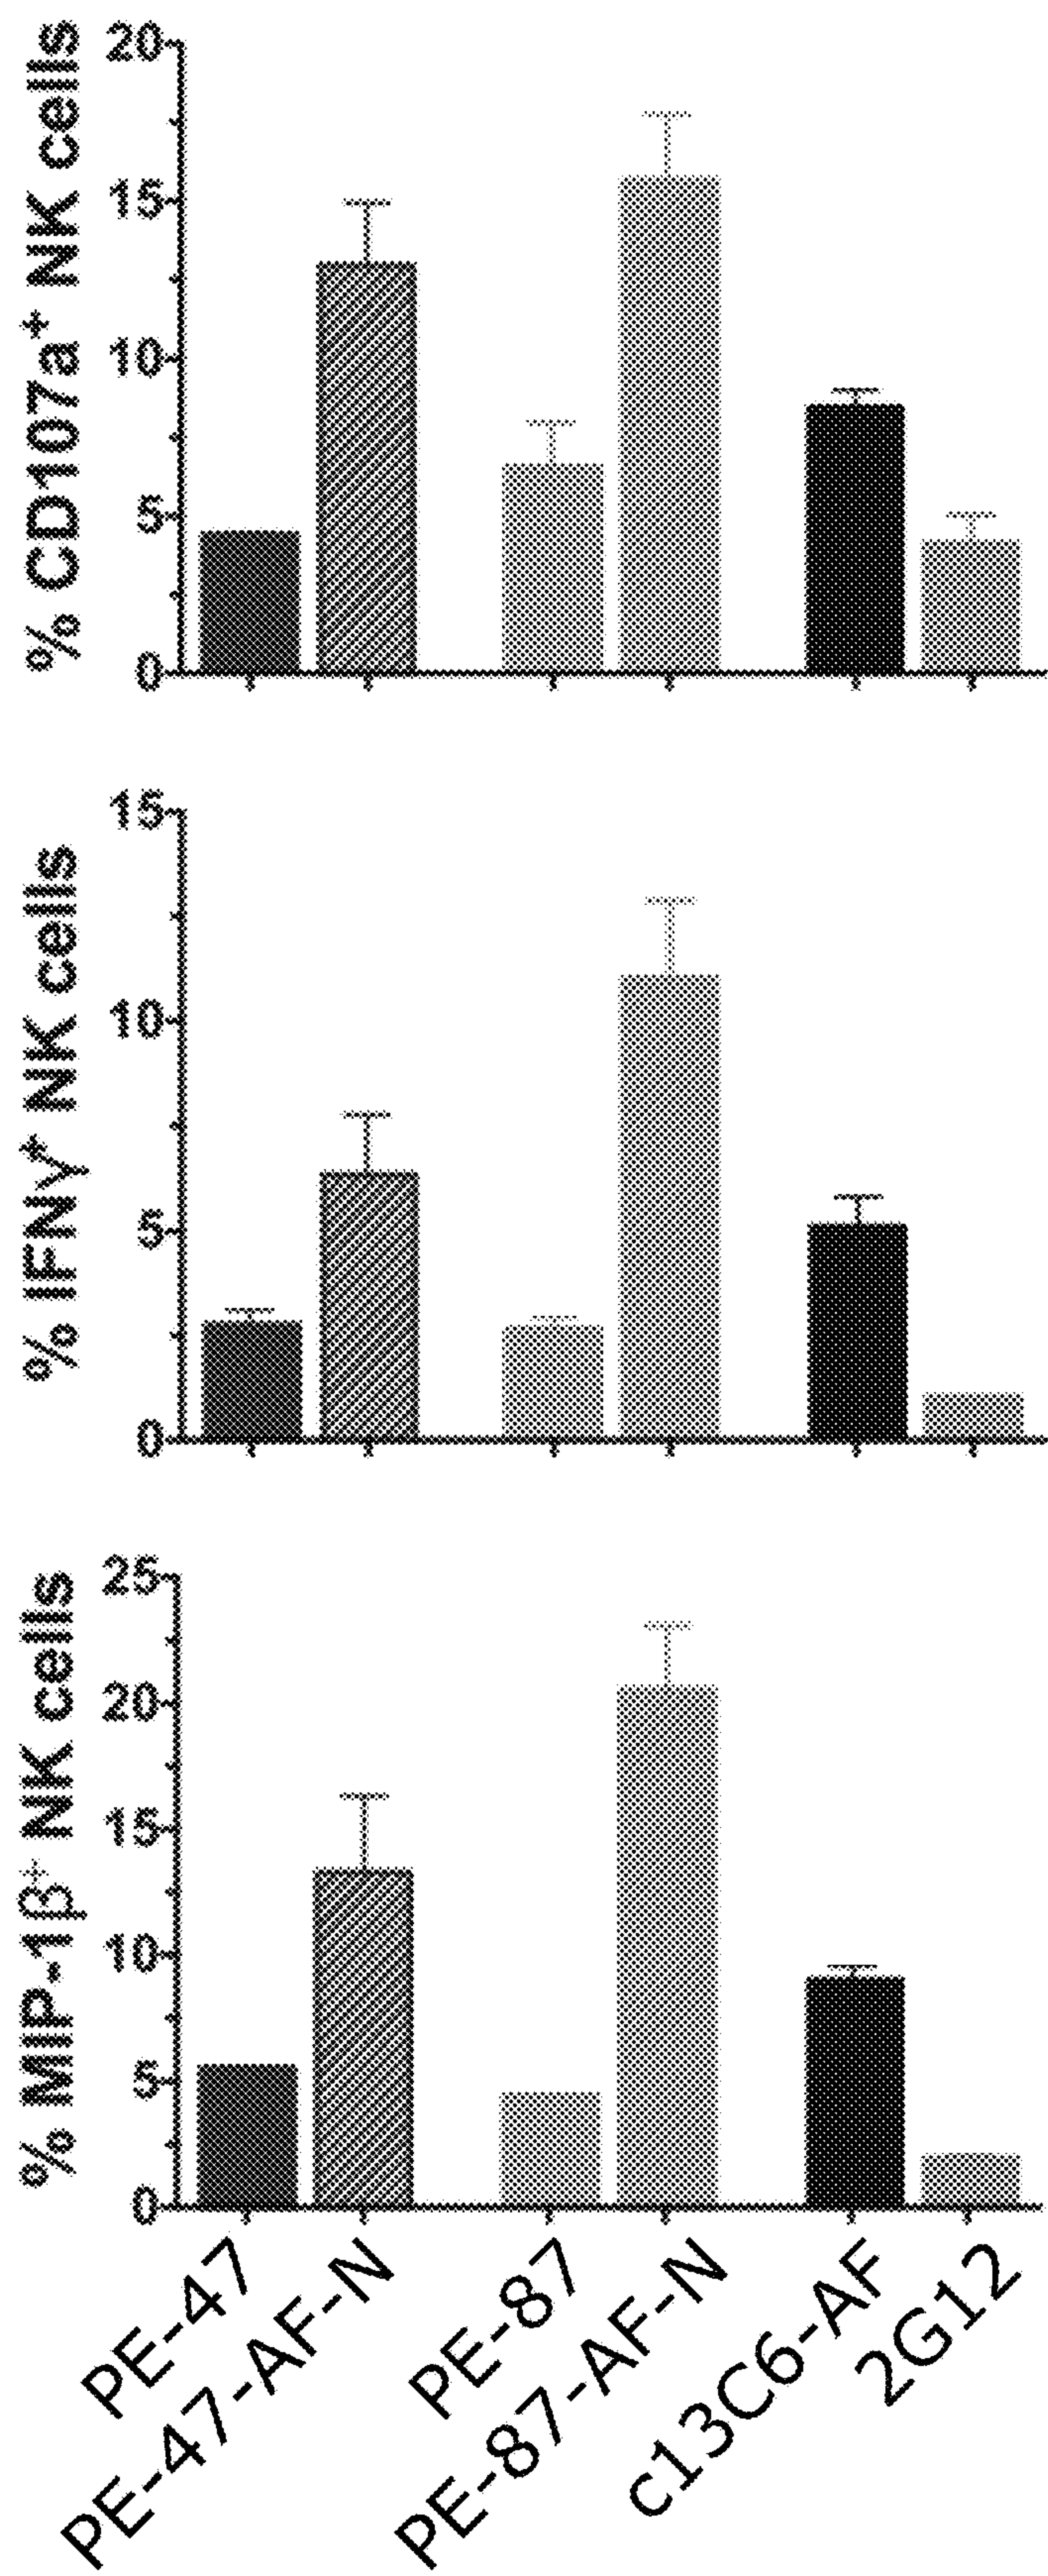 % CD107a⁺ NK cells
20
15
10
5
0
% IFNγ⁺ NK cells
15
10
5
0
% MIP-1β⁺ NK cells
25
20
15
10
5
0
PE-47
PE-47-AF-N
PE-87
PE-87-AF-N
c13C6-AF
2G12